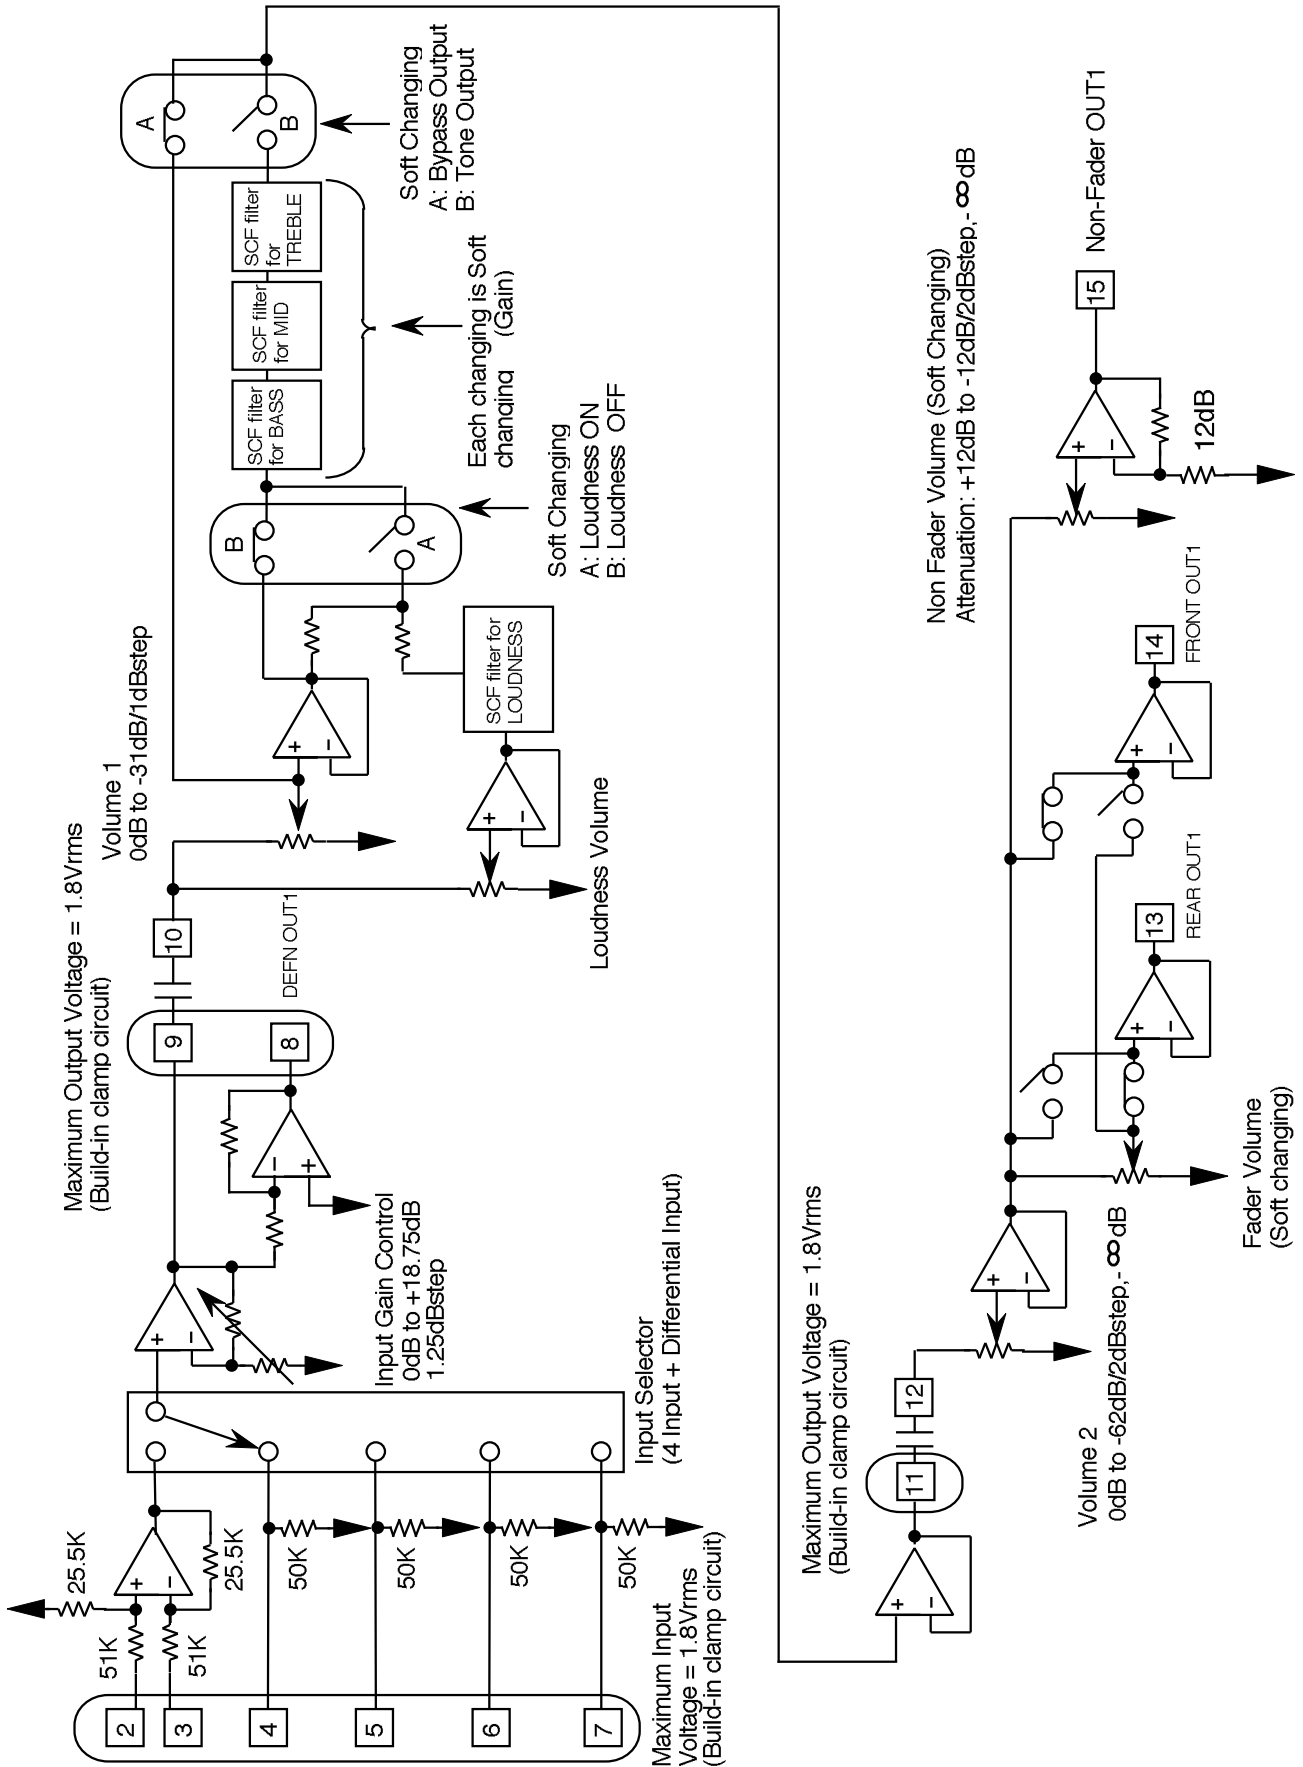 2
3
4
5
6
7
Maximum Input
Voltage = 1.8Vrms
(Build-in clamp circuit)
51K
51K
25.5K
25.5K
+
−
50K
50K
50K
50K
Input Selector
(4 Input + Differential Input)
+
−
Input Gain Control
0dB to +18.75dB
1.25dBstep
−
+
Maximum Output Voltage = 1.8Vrms
(Build-in clamp circuit)
9
8
DEFN OUT1
10
Volume 1
0dB to -31dB/1dBstep
+
−
Loudness Volume
+
−
SCF filter for
LOUDNESS
B
A
Soft Changing
A: Loudness ON
B: Loudness OFF
SCF filter
for BASS
SCF filter
for MID
SCF filter
for
TREBLE
Each changing is Soft
changing (Gain)
A
B
Soft Changing
A: Bypass Output
B: Tone Output
+
−
Maximum Output Voltage = 1.8Vrms
(Build-in clamp circuit)
11
12
Volume 2
0dB to -62dB/2dBstep,-∞dB
+
−
Fader Volume
(Soft changing)
+
−
13
REAR OUT1
+
−
14
FRONT OUT1
Non Fader Volume (Soft Changing)
Attenuation: +12dB to -12dB/2dBstep,-∞dB
+
−
12dB
15
Non-Fader OUT1